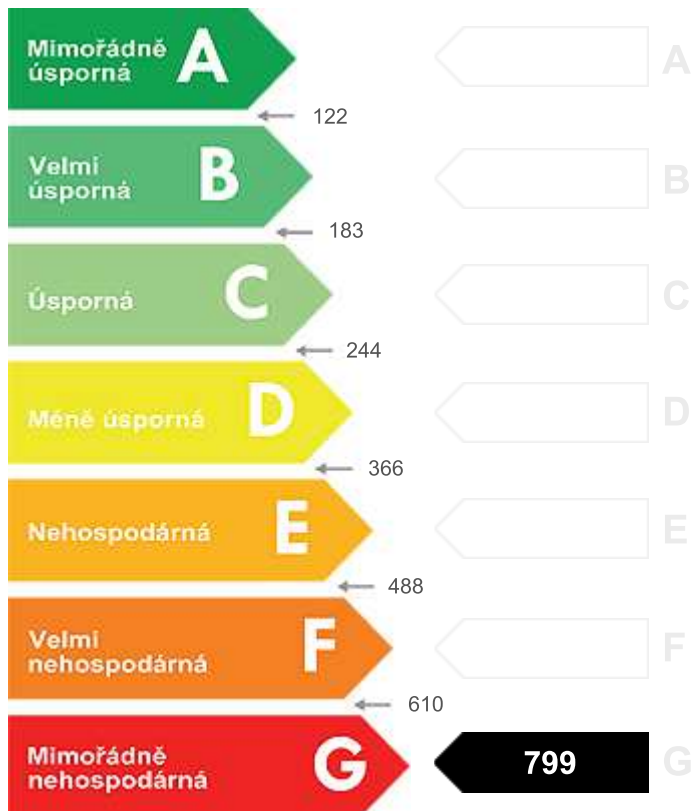 Mimořádně
úsporná
A
A
122
Velmi
úsporná
B
B
183
Úsporná
C
C
244
Méně úsporná
D
D
366
Nehospodárná
E
E
488
Velmi
nehospodárná
F
F
610
Mimořádně
nehospodárná
G
799
G